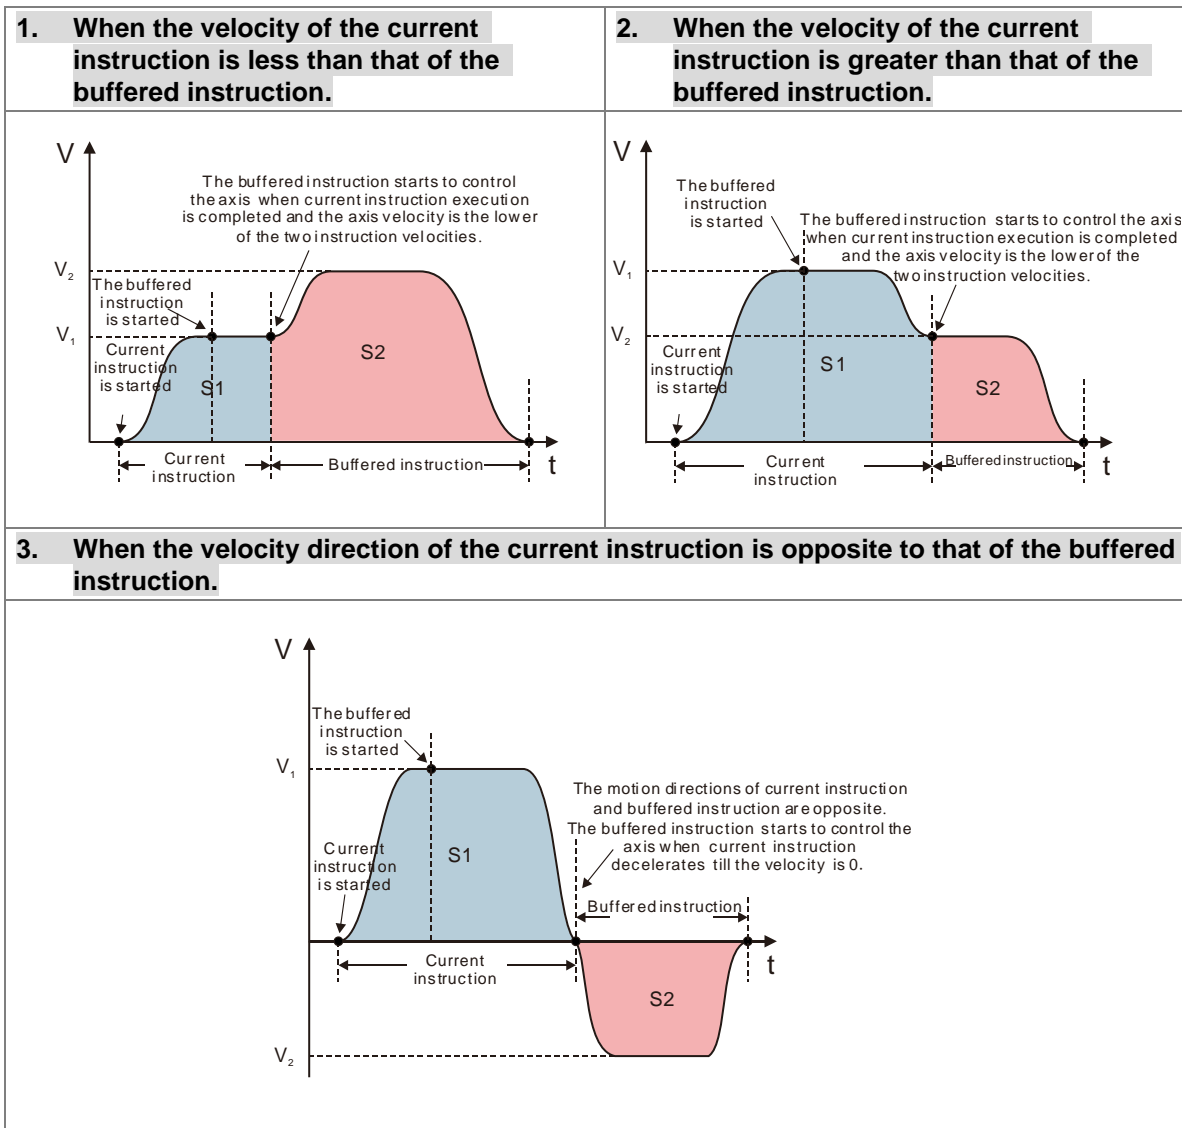 1. When the velocity of the current
instruction is less than that of the
buffered instruction.
2. When the velocity of the current
instruction is greater than that of the
buffered instruction.
V
The buffered instruction starts to control
the axis when current instruction execution
is completed and the axis velocity is the lower
of the two instruction velocities.
V2
The buffered
instruction
is started
V1
Current
instruction
is started
S1
S2
Current
instruction
Buffered instruction
t
V
The buffered
instruction
is started
The buffered instruction starts to control the axis
when current instruction execution is completed
and the axis velocity is the lower of the
two instruction velocities.
V1
V2
Current
instruction
is started
S1
S2
Current
instruction
Buffered instruction
t
3. When the velocity direction of the current instruction is opposite to that of the buffered
instruction.
V
The buffered
instruction
is started
V1
The motion directions of current instruction
and buffered instruction are opposite.
The buffered instruction starts to control the
axis when current instruction
decelerates till the velocity is 0.
Current
instruction
is started
S1
Buffered instruction
Current
instruction
t
S2
V2